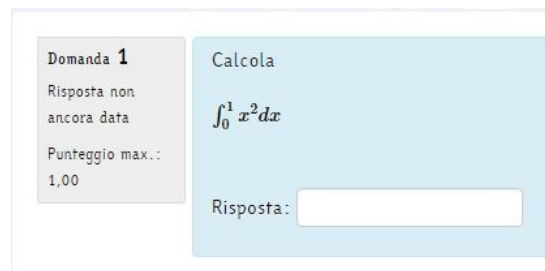 Domanda 1
Risposta non
ancora data
Punteggio max.:
1,00
Calcola
∫₀¹ x²dx
Risposta: